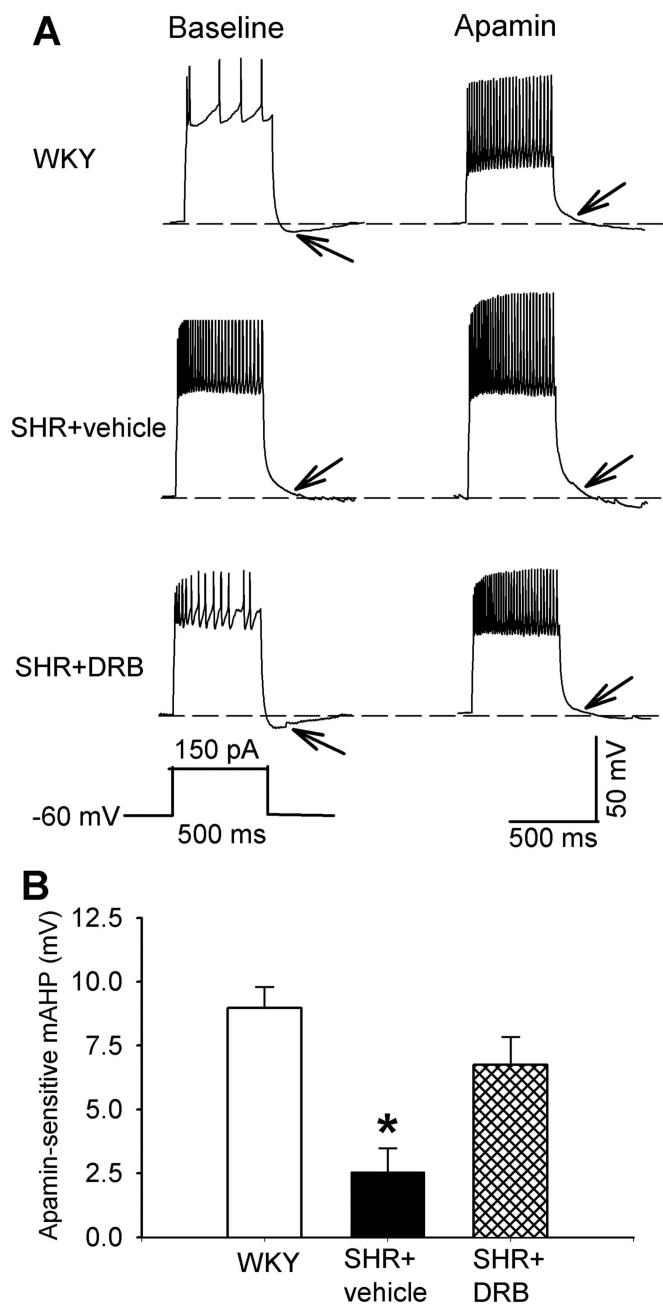 A
Baseline Apamin
WKY
SHR+vehicle
SHR+DRB
150 pA
-60 mV
500 ms
500 ms
50 mV
B
Apamin-sensitive mAHP (mV)
12.5
10.0
7.5
5.0
2.5
0.0
*
WKY
SHR+
vehicle
SHR+
DRB